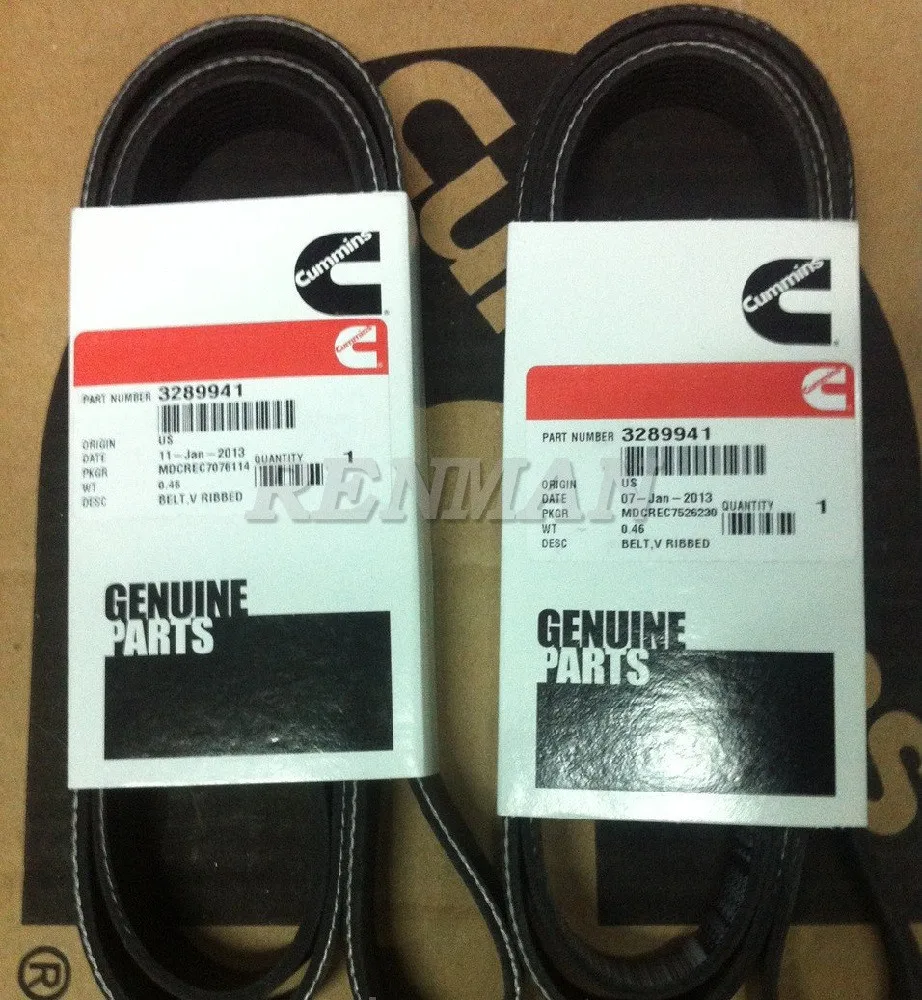 Cummins
Cummins
PART NUMBER 3289941
ORIGIN US
DATE 11-Jan-2013
PKGR MDCREC7076114 QUANTITY 1
WT 0.46
DESC BELT,V RIBBED
GENUINE
PARTS
Cummins
Cummins
PART NUMBER 3289941
ORIGIN US
DATE 07-Jan-2013
PKGR MDCREC7526230 QUANTITY 1
WT 0.46
DESC BELT,V RIBBED
GENUINE
PARTS
RENMAN
®